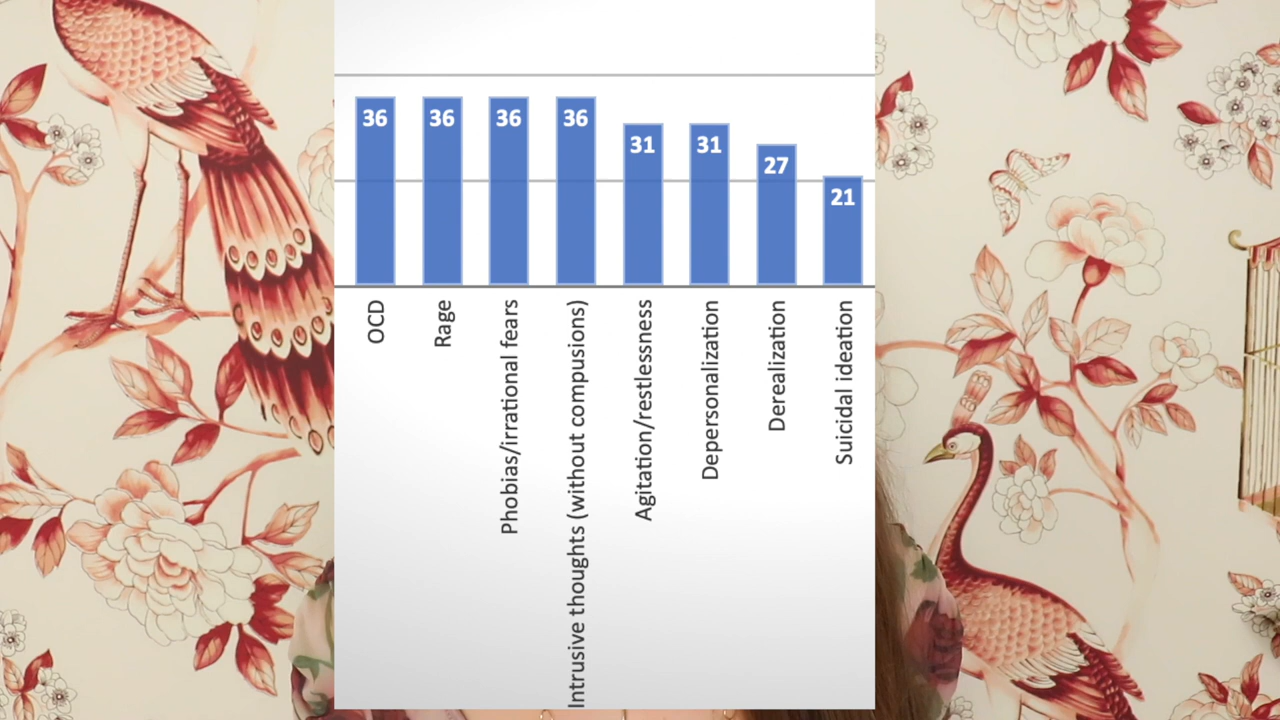 36
36
36
36
31
31
27
21
OCD
Rage
Phobias/irrational fears
Intrusive thoughts (without compusions)
Agitation/restlessness
Depersonalization
Derealization
Suicidal ideation